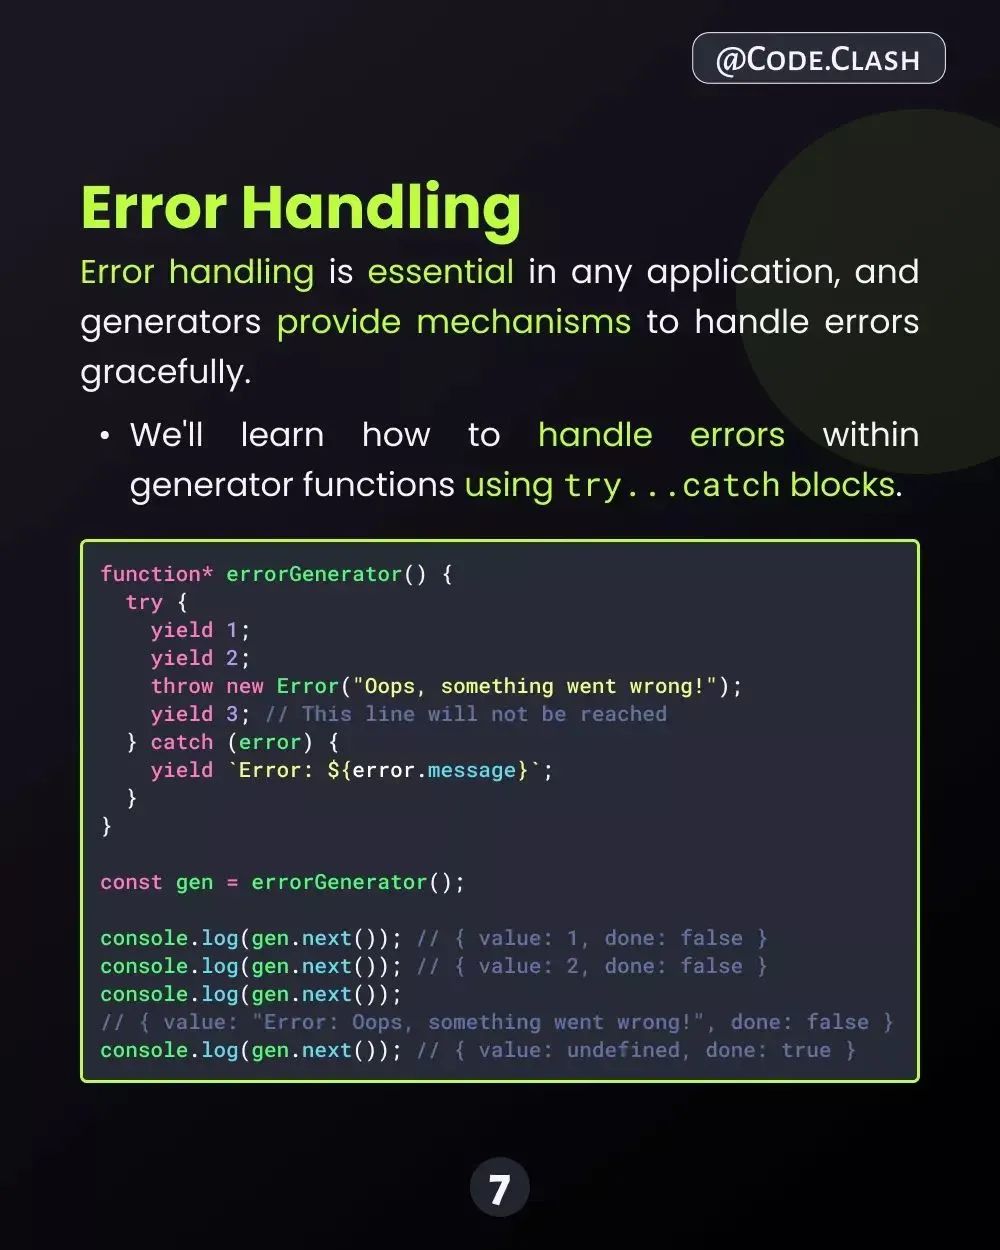 @Code.Clash
Error Handling
Error handling is essential in any application, and
generators provide mechanisms to handle errors
gracefully.
• We'll learn how to handle errors within
generator functions using try...catch blocks.
function* errorGenerator() {
  try {
    yield 1;
    yield 2;
    throw new Error("Oops, something went wrong!");
    yield 3; // This line will not be reached
  } catch (error) {
    yield `Error: ${error.message}`;
  }
}
const gen = errorGenerator();
console.log(gen.next()); // { value: 1, done: false }
console.log(gen.next()); // { value: 2, done: false }
console.log(gen.next());
// { value: "Error: Oops, something went wrong!", done: false }
console.log(gen.next()); // { value: undefined, done: true }
7